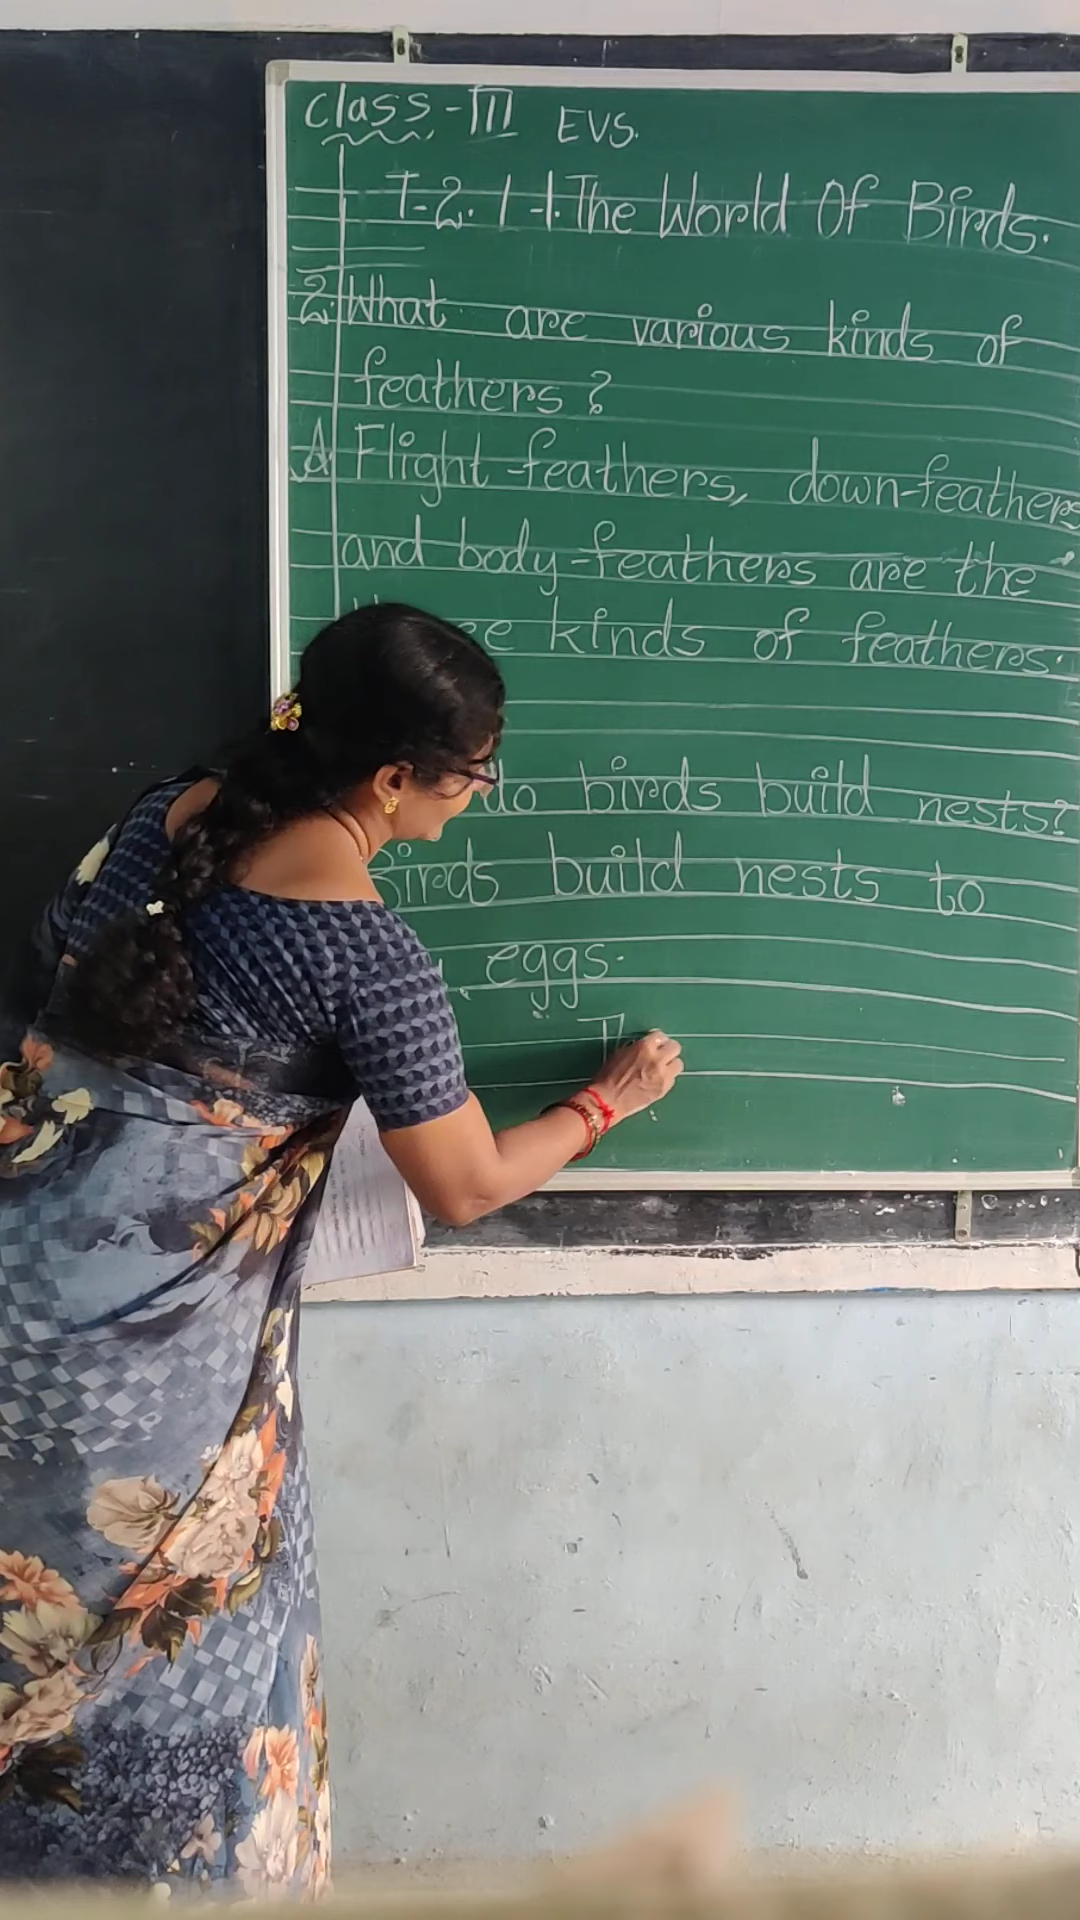 Class-III EVS.
T-2. L-1. The World Of Birds.
2. What are various kinds of
feathers?
A Flight-feathers, down-feathers
and body-feathers are the
kinds of feathers.
do birds build nests?
Birds build nests to
eggs.